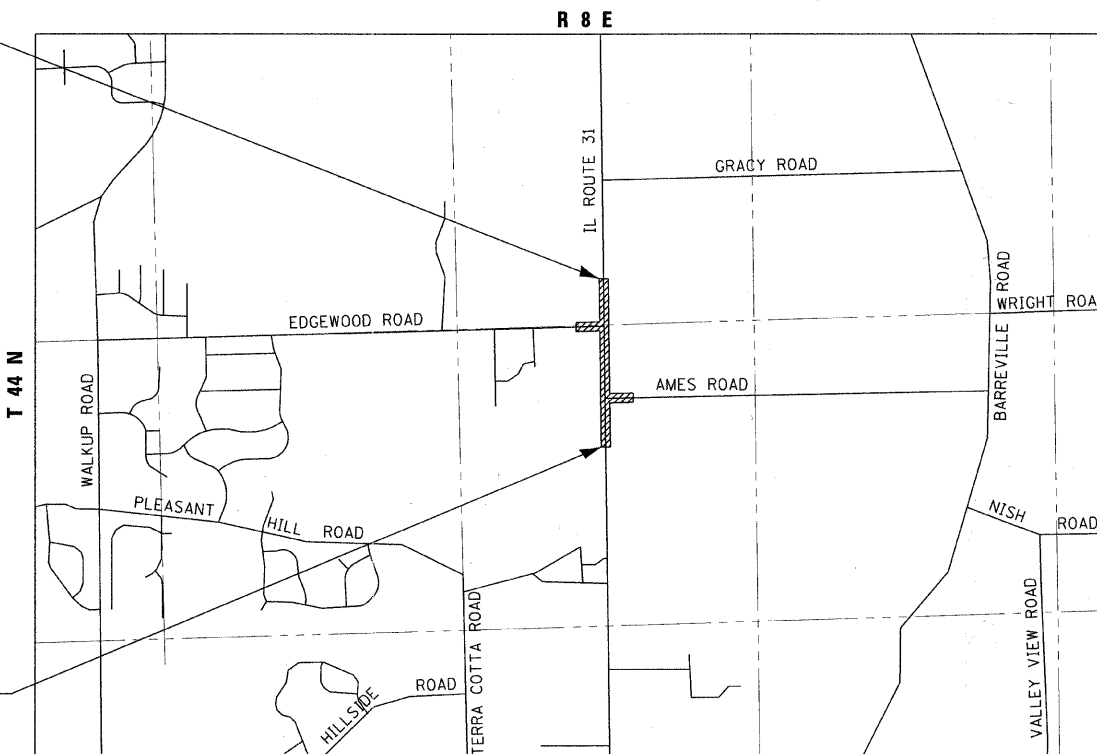 R 8 E
IL ROUTE 31
GRACY ROAD
BARREVILLE ROAD
WRIGHT ROA
EDGEWOOD ROAD
T 44 N
WALKUP ROAD
AMES ROAD
PLEASANT HILL ROAD
NISH ROAD
TERRA COTTA ROAD
VALLEY VIEW ROAD
HILLSIDE ROAD